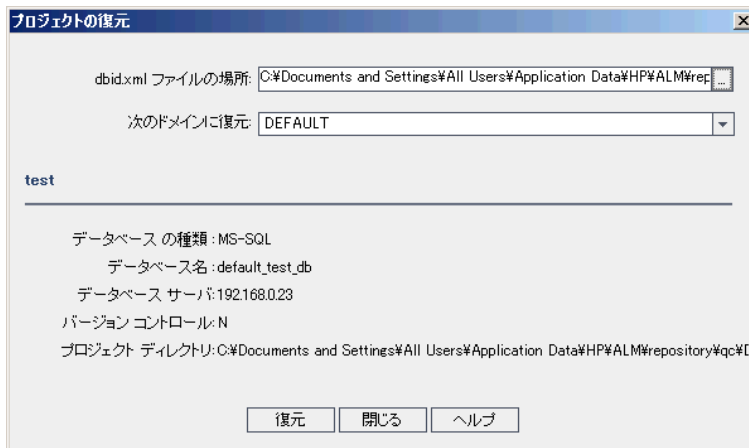 プロジェクトの復元
dbid.xml ファイルの場所: C:¥Documents and Settings¥All Users¥Application Data¥HP¥ALM¥rep ...
次のドメインに復元: DEFAULT
test
データベース の種類 : MS-SQL
データベース名 : default_test_db
データベース サーバ: 192.168.0.23
バージョン コントロール: N
プロジェクト ディレクトリ: C:¥Documents and Settings¥All Users¥Application Data¥HP¥ALM¥repository¥qc¥D
復元 閉じる ヘルプ